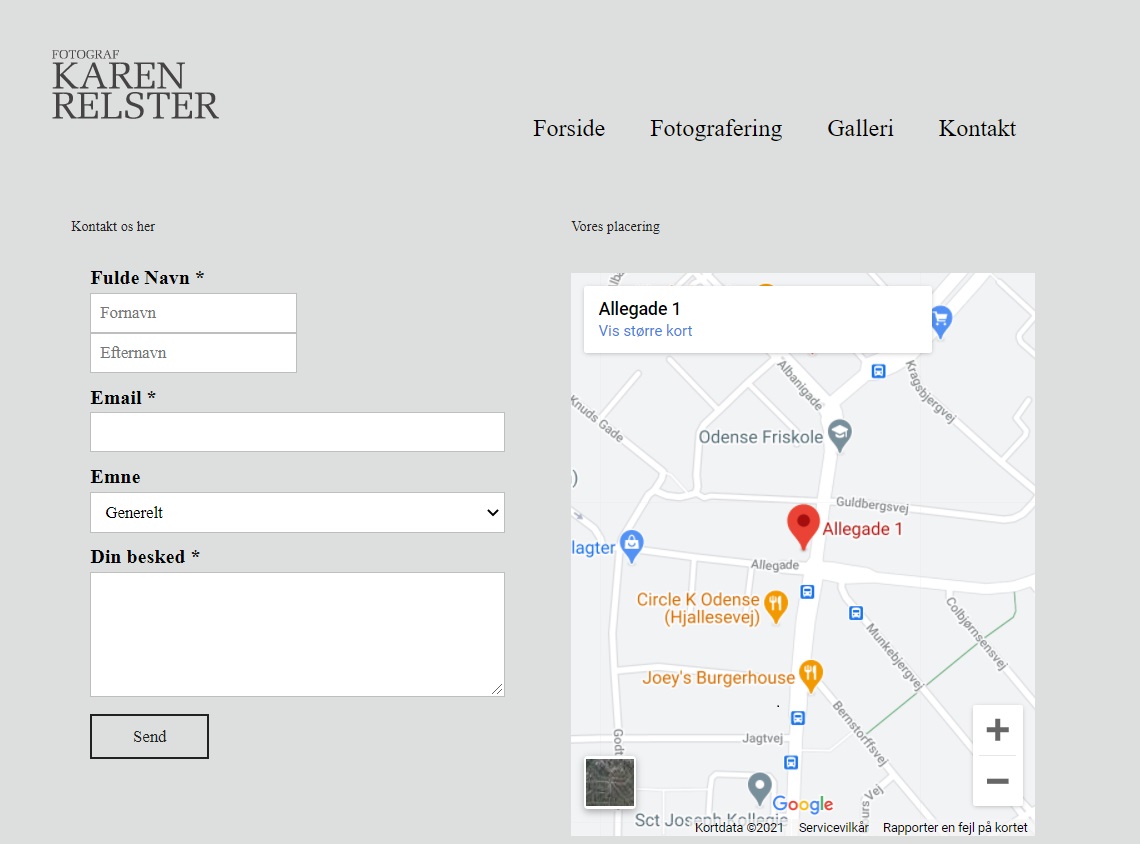 FOTOGRAF
KAREN
RELSTER
Forside
Fotografering
Galleri
Kontakt
Kontakt os her
Fulde Navn *
Fornavn
Efternavn
Email *
Emne
Generelt
Din besked *
Send
Vores placering
Allegade 1
Vis større kort
Albanigade
Kragsbjergvej
Knuds Gade
Odense Friskole
)
Guldbergsvej
Allegade 1
lagter
Allegade
Circle K Odense
(Hjallesevej)
Colbjørnsensvej
Munkebjergvej
Joey's Burgerhouse
Bernstorffsvej
Godt
Jagtvej
urs Vej
Google
Sct Joseph Kollegie
Kortdata ©2021
Servicevilkår
Rapporter en fejl på kortet